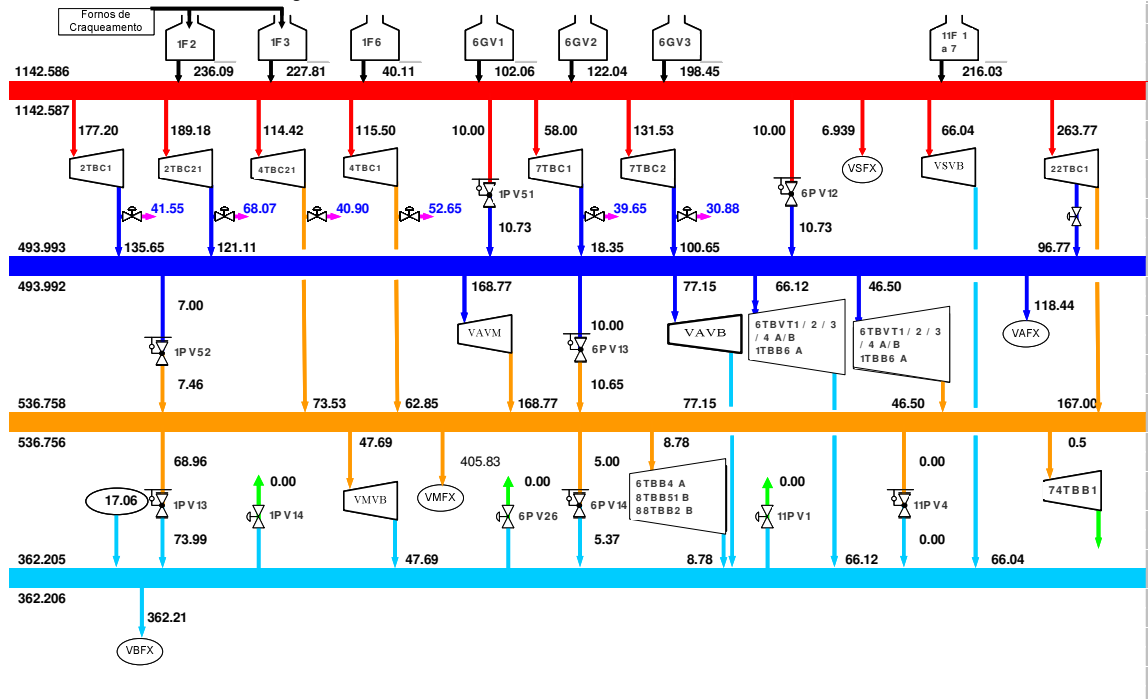 Fornos de
Craqueamento
1F2
1F3
1F6
6GV1
6GV2
6GV3
11F 1
a 7
236.09
227.81
40.11
102.06
122.04
198.45
216.03
1142.586
1142.587
177.20
189.18
114.42
115.50
10.00
58.00
131.53
10.00
6.939
66.04
263.77
2TBC1
2TBC21
4TBC21
4TBC1
1PV51
7TBC1
7TBC2
6PV12
VSFX
VSVB
22TBC1
41.55
68.07
40.90
52.65
39.65
30.88
10.73
10.73
135.65
121.11
18.35
100.65
96.77
493.993
493.992
7.00
168.77
10.00
77.15
66.12
46.50
118.44
1PV52
VAVM
6PV13
VAVB
6TBVT1/ 2 / 3
/ 4 A/B
1TBB6 A
6TBVT1/ 2 / 3
/ 4 A/B
1TBB6 A
VAFX
7.46
10.65
73.53
62.85
168.77
77.15
46.50
167.00
536.758
536.756
68.96
47.69
405.83
5.00
8.78
0.00
0.5
0.00
0.00
0.00
17.06
1PV13
1PV14
VMVB
VMFX
6PV26
6PV14
6TBB4 A
8TBB51 B
88TBB2 B
11PV1
11PV4
74TBB1
73.99
5.37
0.00
362.205
47.69
8.78
66.12
66.04
362.206
362.21
VBFX